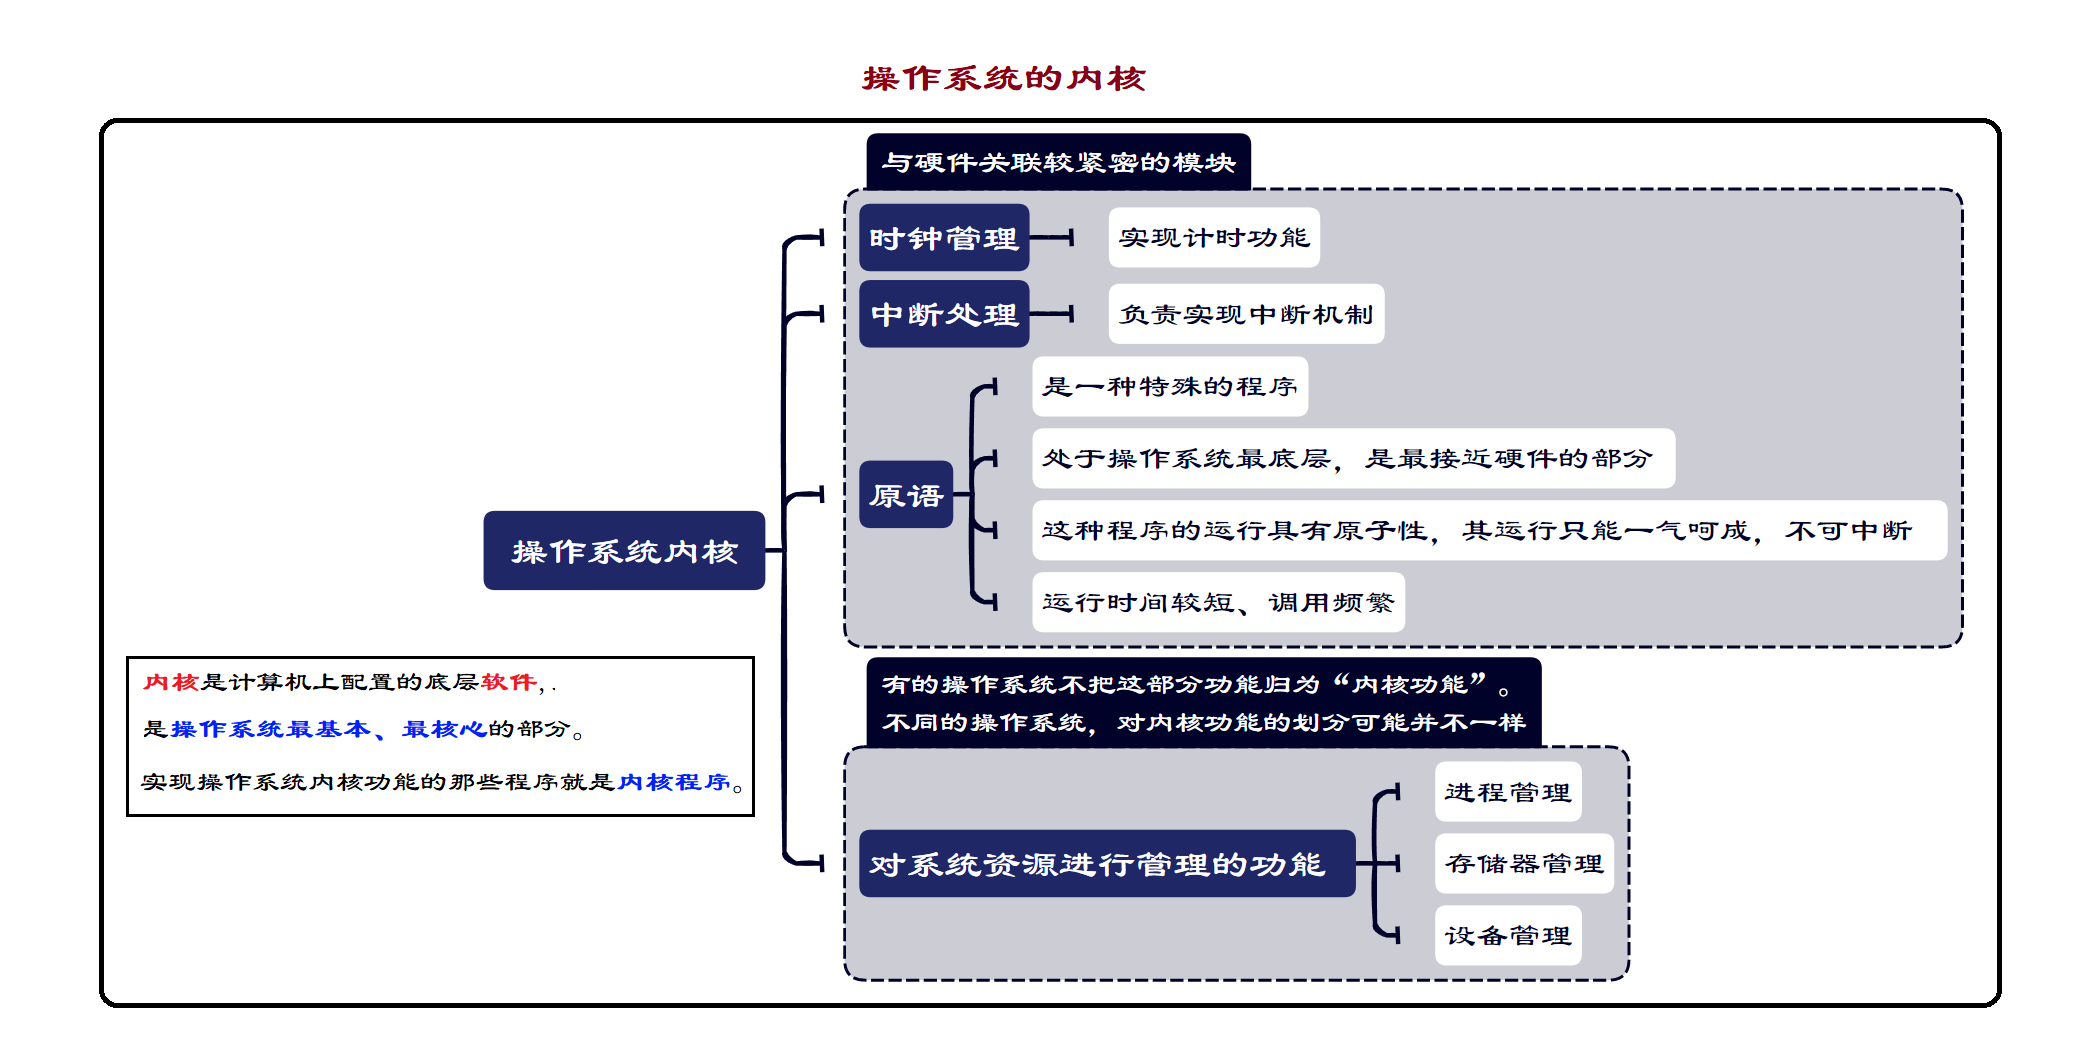 操作系统的内核
与硬件关联较紧密的模块
时钟管理
实现计时功能
中断处理
负责实现中断机制
原语
是一种特殊的程序
处于操作系统最底层，是最接近硬件的部分
这种程序的运行具有原子性，其运行只能一气呵成，不可中断
运行时间较短、调用频繁
操作系统内核
内核是计算机上配置的底层软件,.
是操作系统最基本、最核心的部分。
实现操作系统内核功能的那些程序就是内核程序。
有的操作系统不把这部分功能归为“内核功能”。
不同的操作系统，对内核功能的划分可能并不一样
对系统资源进行管理的功能
进程管理
存储器管理
设备管理